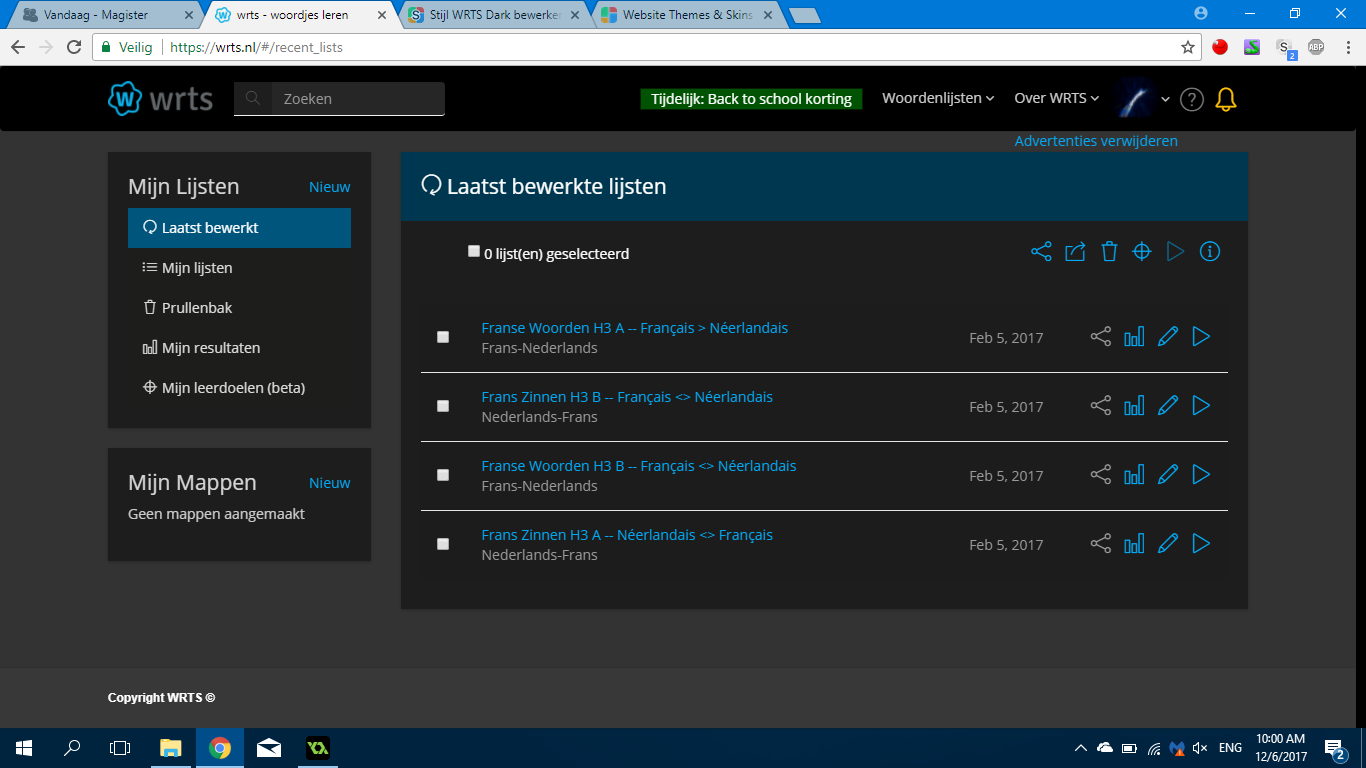 Vandaag - Magister
wrts - woordjes leren
Stijl WRTS Dark bewerken
Website Themes & Skins
Veilig
https://wrts.nl/#/recent_lists
S
2
ABP
W wrts
Zoeken
Tijdelijk: Back to school korting
Woordenlijsten
Over WRTS
?
Advertenties verwijderen
Mijn Lijsten
Nieuw
Laatst bewerkt
Mijn lijsten
Prullenbak
Mijn resultaten
Mijn leerdoelen (beta)
Mijn Mappen
Nieuw
Geen mappen aangemaakt
Laatst bewerkte lijsten
0 lijst(en) geselecteerd
Franse Woorden H3 A -- Français > Néerlandais
Frans-Nederlands
Feb 5, 2017
Frans Zinnen H3 B -- Français <> Néerlandais
Nederlands-Frans
Feb 5, 2017
Franse Woorden H3 B -- Français <> Néerlandais
Frans-Nederlands
Feb 5, 2017
Frans Zinnen H3 A -- Néerlandais <> Français
Nederlands-Frans
Feb 5, 2017
Copyright WRTS ©
ENG
10:00 AM
12/6/2017
2